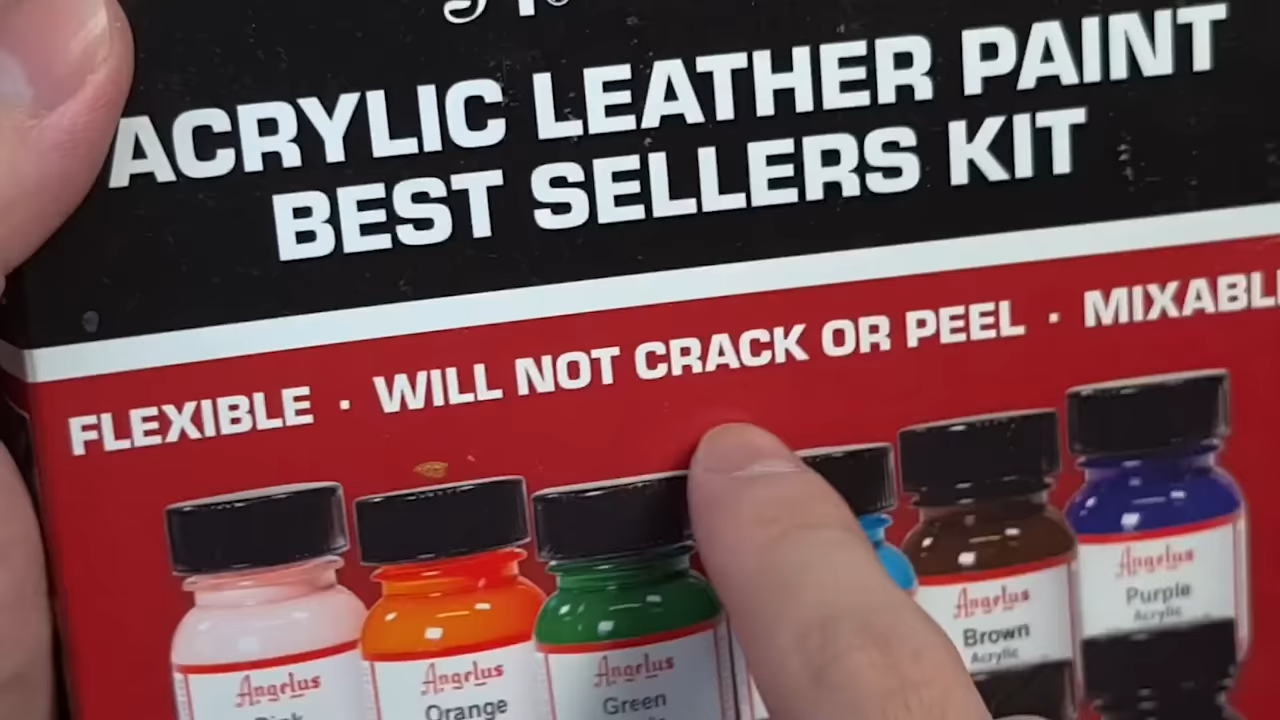 ACRYLIC LEATHER PAINT
BEST SELLERS KIT
FLEXIBLE · WILL NOT CRACK OR PEEL ·
Angelus
Pink
Angelus
Orange
Angelus
Green
Angelus
Brown
Acrylic
Angelus
Purple
Acrylic